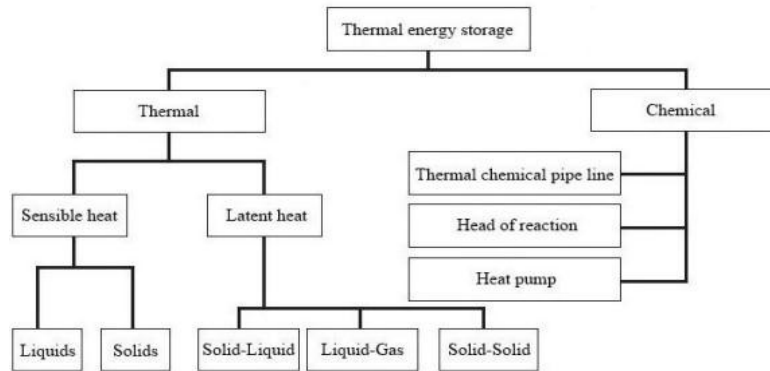 Thermal energy storage
Thermal
Chemical
Thermal chemical pipe line
Sensible heat
Latent heat
Head of reaction
Heat pump
Liquids
Solids
Solid-Liquid
Liquid-Gas
Solid-Solid